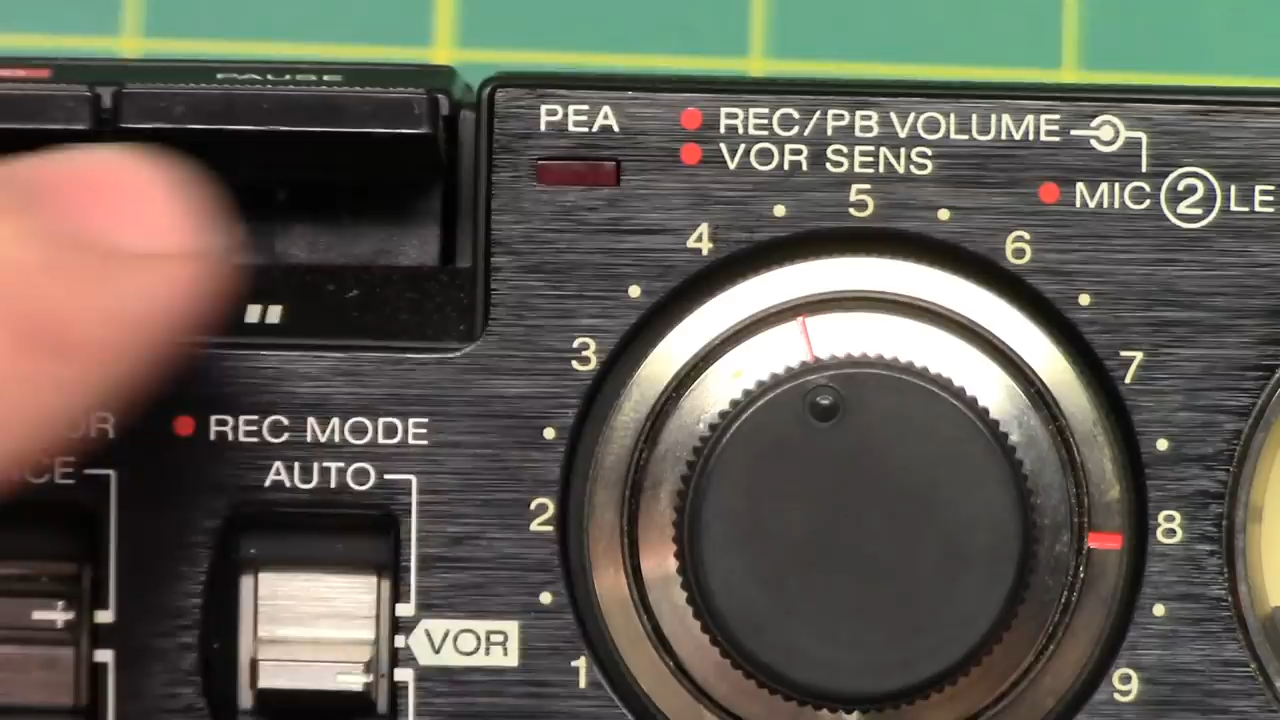 PAUSE
PEA
REC/PB VOLUME
VOR SENS
MIC 2 LE
4
5
6
3
7
REC MODE
AUTO
2
8
VOR
1
9